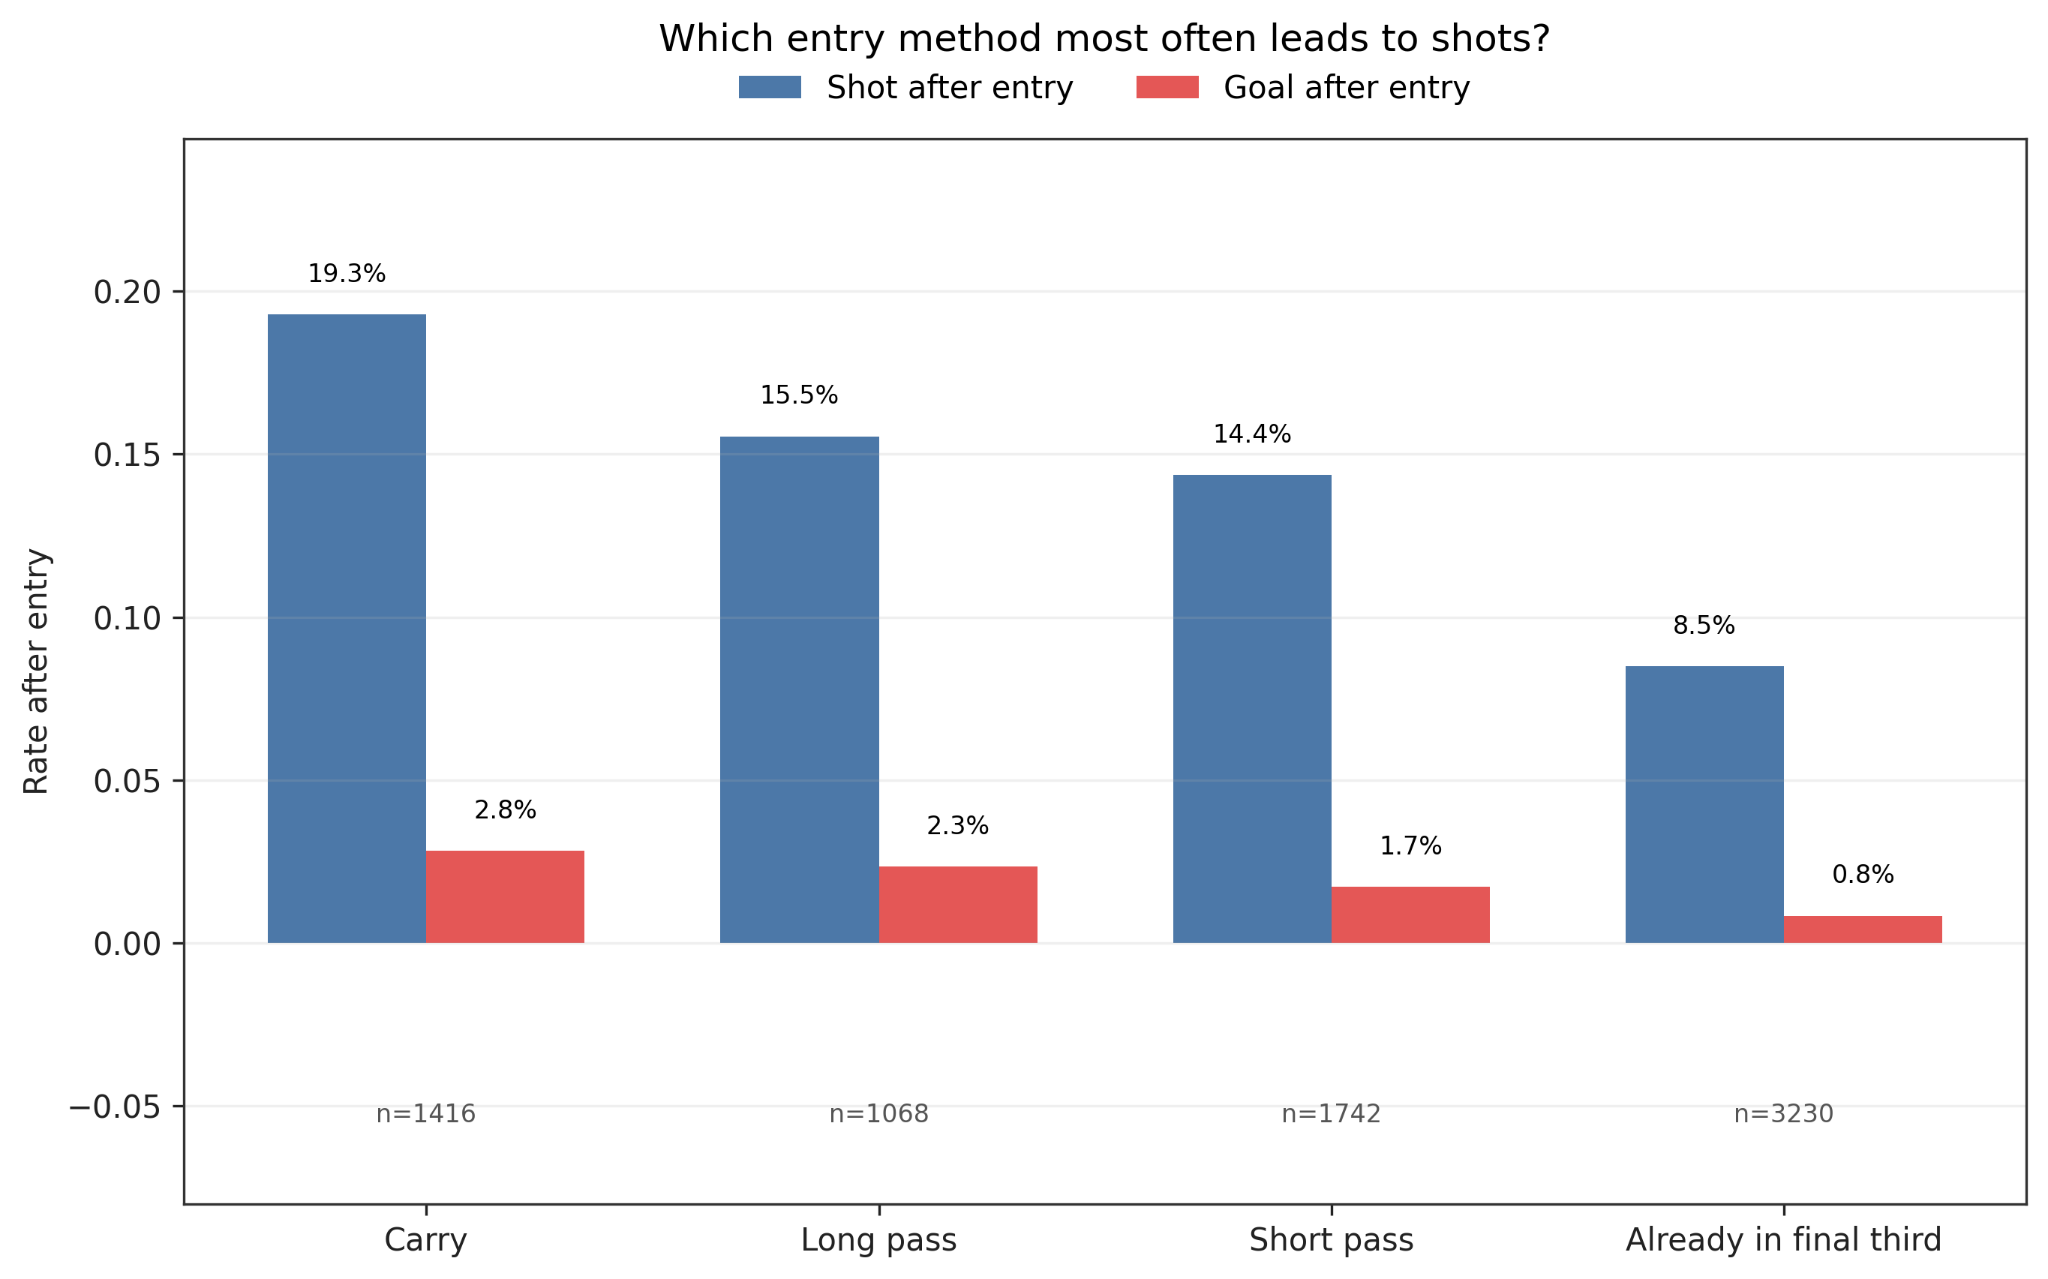 Which entry method most often leads to shots?
Shot after entry
Goal after entry
Rate after entry
0.20
0.15
0.10
0.05
0.00
−0.05
19.3%
2.8%
15.5%
2.3%
14.4%
1.7%
8.5%
0.8%
n=1416
n=1068
n=1742
n=3230
Carry
Long pass
Short pass
Already in final third